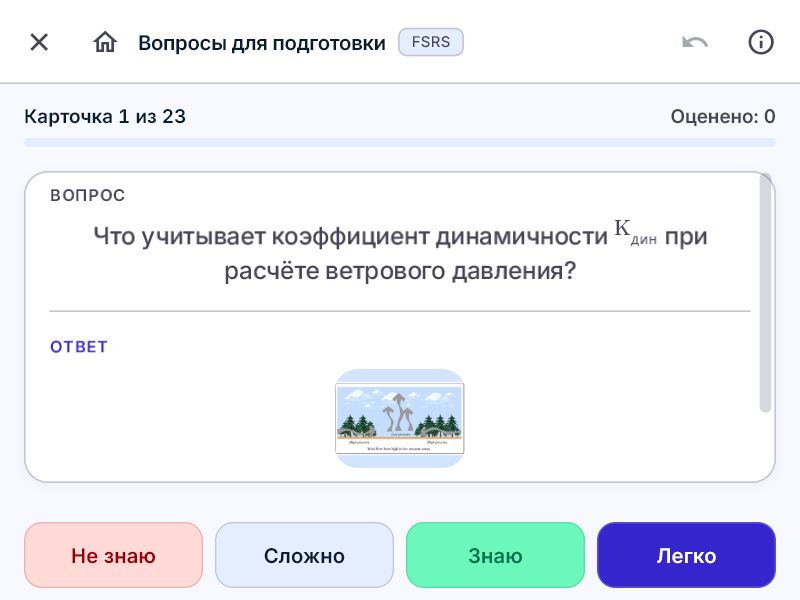 Вопросы для подготовки FSRS
Карточка 1 из 23
Оценено: 0
ВОПРОС
Что учитывает коэффициент динамичности Kдин при
расчёте ветрового давления?
ОТВЕТ
Не знаю
Сложно
Знаю
Легко